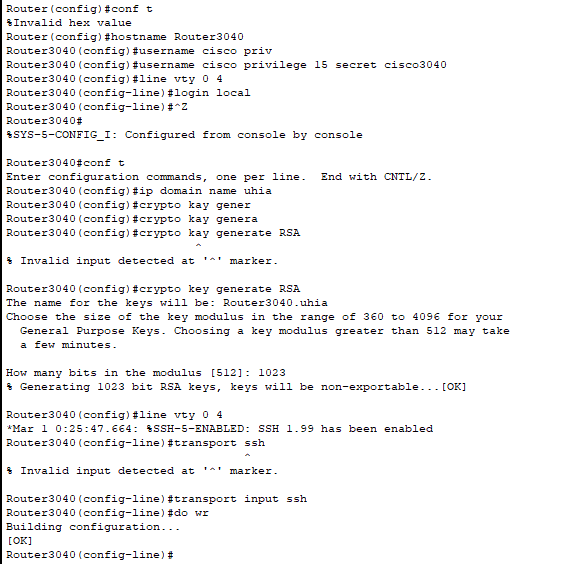 Router(config)#conf t
%Invalid hex value
Router(config)#hostname Router3040
Router3040(config)#username cisco priv
Router3040(config)#username cisco privilege 15 secret cisco3040
Router3040(config)#line vty 0 4
Router3040(config-line)#login local
Router3040(config-line)#^Z
Router3040#
%SYS-5-CONFIG_I: Configured from console by console
Router3040#conf t
Enter configuration commands, one per line.  End with CNTL/Z.
Router3040(config)#ip domain name uhia
Router3040(config)#crypto kay gener
Router3040(config)#crypto kay genera
Router3040(config)#crypto kay generate RSA
^
% Invalid input detected at '^' marker.
Router3040(config)#crypto key generate RSA
The name for the keys will be: Router3040.uhia
Choose the size of the key modulus in the range of 360 to 4096 for your
General Purpose Keys. Choosing a key modulus greater than 512 may take
a few minutes.
How many bits in the modulus [512]: 1023
% Generating 1023 bit RSA keys, keys will be non-exportable...[OK]
Router3040(config)#line vty 0 4
*Mar 1 0:25:47.664: %SSH-5-ENABLED: SSH 1.99 has been enabled
Router3040(config-line)#transport ssh
^
% Invalid input detected at '^' marker.
Router3040(config-line)#transport input ssh
Router3040(config-line)#do wr
Building configuration...
[OK]
Router3040(config-line)#